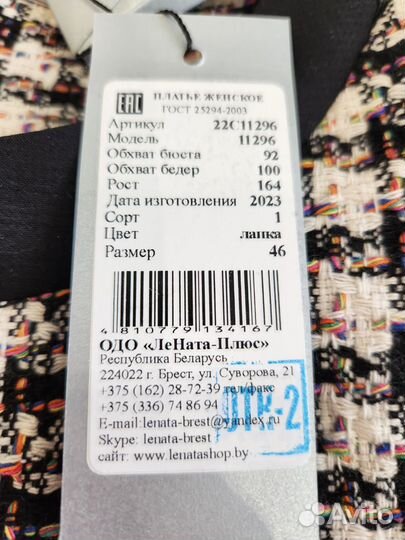 EAC
ПЛАТЬЕ ЖЕНСКОЕ
ГОСТ 25294-2003
Артикул 22С11296
Модель 11296
Обхват бюста 92
Обхват бедер 100
Рост 164
Дата изготовления 2023
Сорт 1
Цвет лапка
Размер 46
4810779134167
ОДО «ЛеНата-Плюс»
Республика Беларусь
224022 г. Брест, ул. Суворова, 21
+375 (162) 28-72-39 тел/факс
+375 (336) 74 86 94
E-mail:lenata-brest@yandex.ru
Skype: lenata-brest
сайт: www.lenatashop.by
ОТК-2
Avito